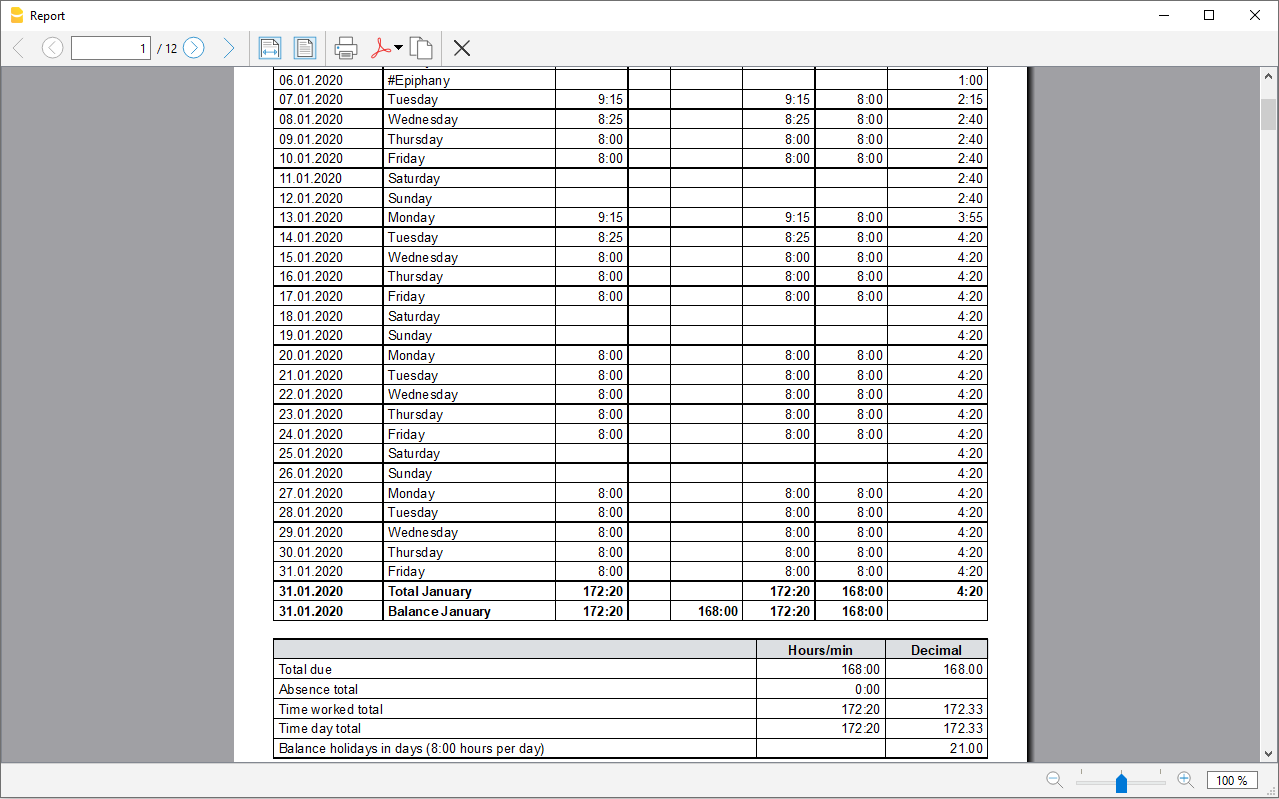 Report
1 / 12
06.01.2020 #Epiphany 1:00
07.01.2020 Tuesday 9:15 9:15 8:00 2:15
08.01.2020 Wednesday 8:25 8:25 8:00 2:40
09.01.2020 Thursday 8:00 8:00 8:00 2:40
10.01.2020 Friday 8:00 8:00 8:00 2:40
11.01.2020 Saturday 2:40
12.01.2020 Sunday 2:40
13.01.2020 Monday 9:15 9:15 8:00 3:55
14.01.2020 Tuesday 8:25 8:25 8:00 4:20
15.01.2020 Wednesday 8:00 8:00 8:00 4:20
16.01.2020 Thursday 8:00 8:00 8:00 4:20
17.01.2020 Friday 8:00 8:00 8:00 4:20
18.01.2020 Saturday 4:20
19.01.2020 Sunday 4:20
20.01.2020 Monday 8:00 8:00 8:00 4:20
21.01.2020 Tuesday 8:00 8:00 8:00 4:20
22.01.2020 Wednesday 8:00 8:00 8:00 4:20
23.01.2020 Thursday 8:00 8:00 8:00 4:20
24.01.2020 Friday 8:00 8:00 8:00 4:20
25.01.2020 Saturday 4:20
26.01.2020 Sunday 4:20
27.01.2020 Monday 8:00 8:00 8:00 4:20
28.01.2020 Tuesday 8:00 8:00 8:00 4:20
29.01.2020 Wednesday 8:00 8:00 8:00 4:20
30.01.2020 Thursday 8:00 8:00 8:00 4:20
31.01.2020 Friday 8:00 8:00 8:00 4:20
31.01.2020 Total January 172:20 172:20 168:00 4:20
31.01.2020 Balance January 172:20 168:00 172:20 168:00
Hours/min Decimal
Total due 168:00 168.00
Absence total 0:00
Time worked total 172:20 172.33
Time day total 172:20 172.33
Balance holidays in days (8:00 hours per day) 21.00
100 %